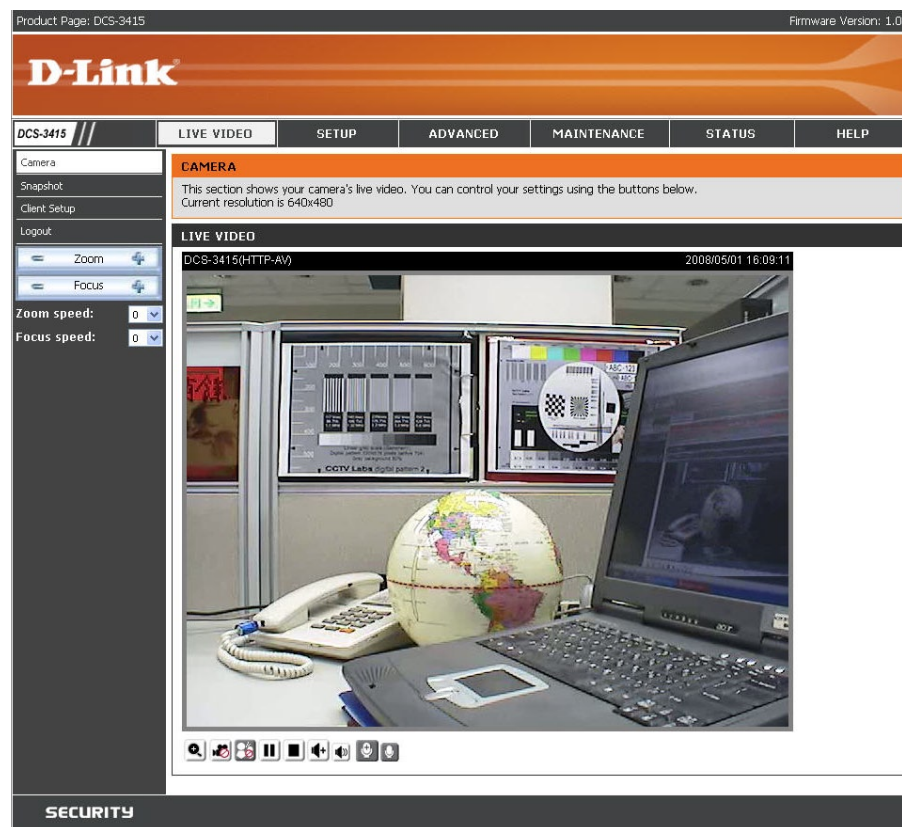 Product Page: DCS-3415
Firmware Version: 1.0
D-Link
DCS-3415
LIVE VIDEO
SETUP
ADVANCED
MAINTENANCE
STATUS
HELP
Camera
Snapshot
Client Setup
Logout
Zoom
Focus
Zoom speed: 0
Focus speed: 0
CAMERA
This section shows your camera's live video. You can control your settings using the buttons below.
Current resolution is 640x480
LIVE VIDEO
DCS-3415(HTTP-AV)
2008/05/01 16:09:11
ABC-123
CCTV Labs digital pattern 2
SECURITY